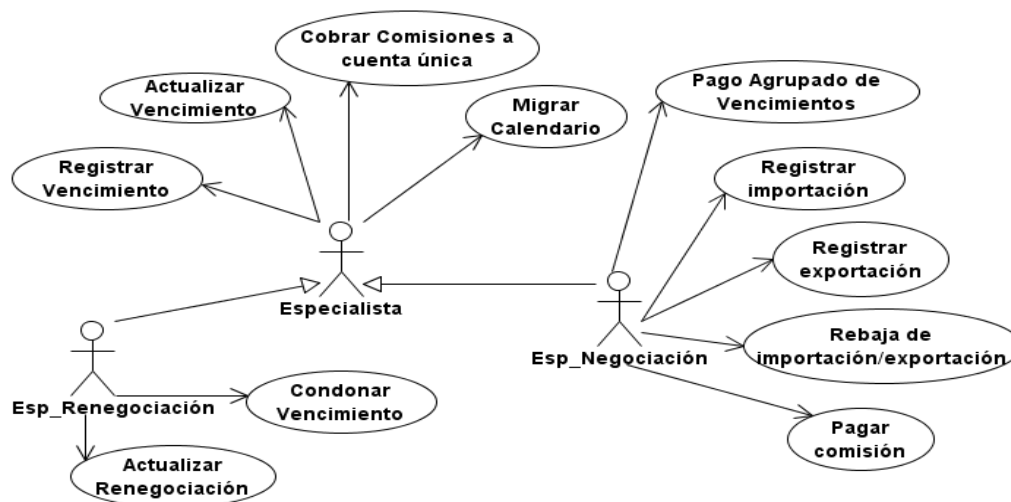 Cobrar Comisiones a
cuenta única
Actualizar
Vencimiento
Migrar
Calendario
Pago Agrupado de
Vencimientos
Registrar
Vencimiento
Registrar
importación
Registrar
exportación
Especialista
Rebaja de
importación/exportación
Esp_Negociación
Esp_Renegociación
Condonar
Vencimiento
Pagar
comisión
Actualizar
Renegociación